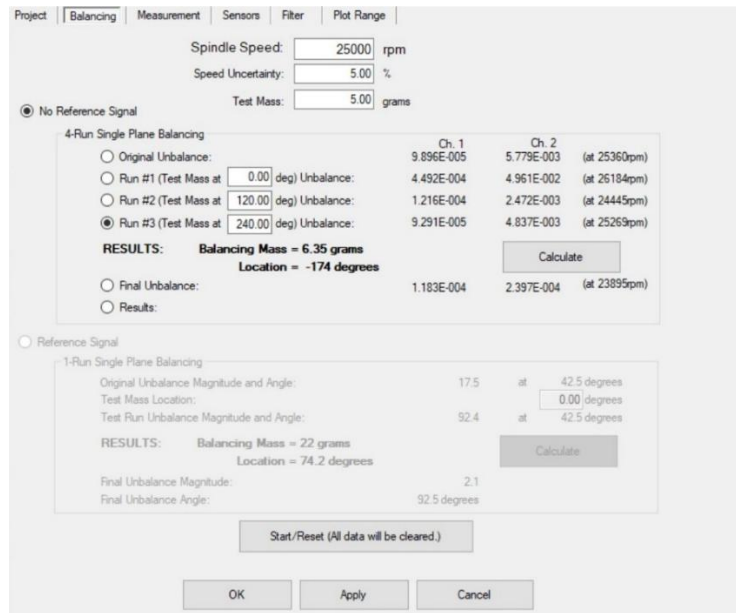 Project Balancing Measurement Sensors Filter Plot Range
Spindle Speed: 25000 rpm
Speed Uncertainty: 5.00 %
Test Mass: 5.00 grams
No Reference Signal
4-Run Single Plane Balancing
Ch. 1 Ch. 2
Original Unbalance: 9.896E-005 5.779E-003 (at 25360rpm)
Run #1 (Test Mass at 0.00 deg) Unbalance: 4.492E-004 4.961E-002 (at 26184rpm)
Run #2 (Test Mass at 120.00 deg) Unbalance: 1.216E-004 2.472E-003 (at 24445rpm)
Run #3 (Test Mass at 240.00 deg) Unbalance: 9.291E-005 4.837E-003 (at 25269rpm)
RESULTS: Balancing Mass = 6.35 grams
Location = -174 degrees
Calculate
Final Unbalance: 1.183E-004 2.397E-004 (at 23895rpm)
Results:
Reference Signal
1-Run Single Plane Balancing
Original Unbalance Magnitude and Angle: 17.5 at 42.5 degrees
Test Mass Location: 0.00 degrees
Test Run Unbalance Magnitude and Angle: 92.4 at 42.5 degrees
RESULTS: Balancing Mass = 22 grams
Location = 74.2 degrees
Calculate
Final Unbalance Magnitude: 2.1
Final Unbalance Angle: 92.5 degrees
Start/Reset (All data will be cleared.)
OK Apply Cancel